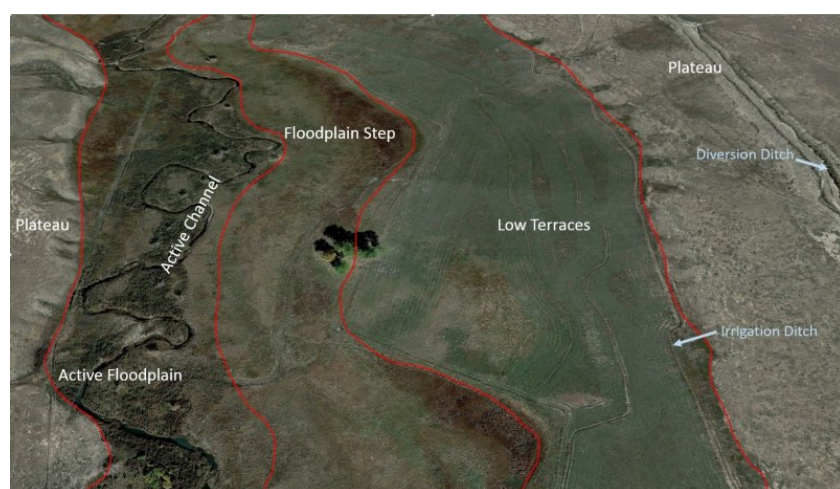 Plateau
Floodplain Step
Diversion Ditch
Active Channel
Plateau
Low Terraces
Irrigation Ditch
Active Floodplain